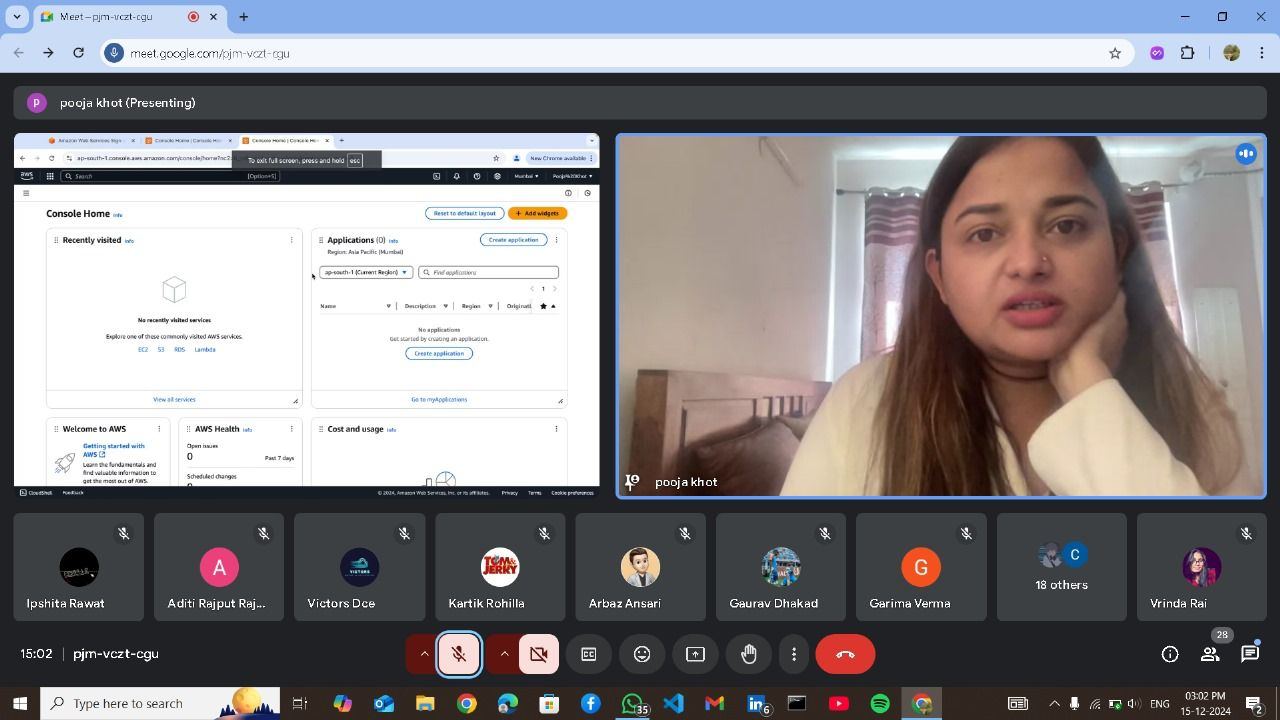 Meet – pjm-vczt-cgu
meet.google.com/pjm-vczt-cgu
p pooja khot (Presenting)
Amazon Web Services Sign
Console Home | Console Ho
Console Home | Console Ho
ap-south-1.console.aws.amazon.com/console/home?nc2
To exit full screen, press and hold esc
New Chrome available
aws Search [Option+S] Mumbai
Console Home Info Reset to default layout + Add widgets
Recently visited Info
No recently visited services
Explore one of these commonly visited AWS services.
EC2 S3 RDS Lambda
View all services
Applications (0) Info Create application
Region: Asia Pacific (Mumbai)
ap-south-1 (Current Region) Find applications
1
Name Description Region Originati
No applications
Get started by creating an application.
Create application
Go to myApplications
Welcome to AWS
Getting started with
AWS
Learn the fundamentals and
find valuable information to
get the most out of AWS.
AWS Health Info
Open issues
0 Past 7 days
Scheduled changes
Cost and usage Info
CloudShell Feedback © 2024, Amazon Web Services, Inc. or its affiliates. Privacy Terms Cookie preferences
pooja khot
Ipshita Rawat
A
Aditi Rajput Raj...
VICTORS
Victors Dce
TOM & JERRY
Kartik Rohilla
Arbaz Ansari
Gaurav Dhakad
G
Garima Verma
C
18 others
Vrinda Rai
15:02 | pjm-vczt-cgu
28
Type here to search
35
6
ENG
03:02 PM
15-12-2024
2